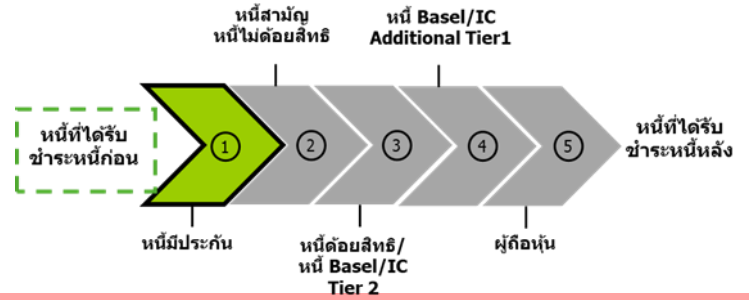 หนี้สามัญ
หนี้ไม่ด้อยสิทธิ
หนี้ Basel/IC
Additional Tier1
หนี้ที่ได้รับ
ชำระหนี้ก่อน
1
2
3
4
5
หนี้ที่ได้รับ
ชำระหนี้หลัง
หนี้มีประกัน
หนี้ด้อยสิทธิ/
หนี้ Basel/IC
Tier 2
ผู้ถือหุ้น